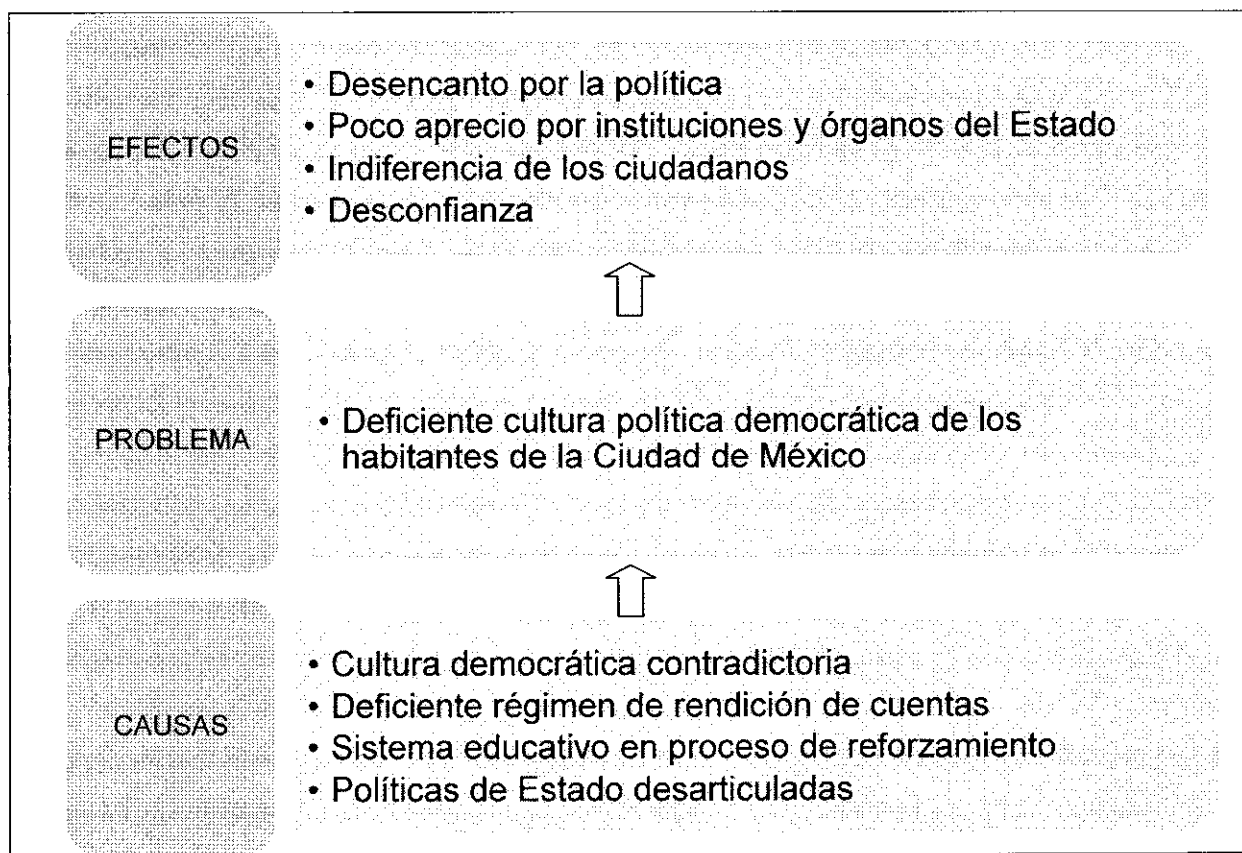 EFECTOS
• Desencanto por la política
• Poco aprecio por instituciones y órganos del Estado
• Indiferencia de los ciudadanos
• Desconfianza
PROBLEMA
• Deficiente cultura política democrática de los
habitantes de la Ciudad de México
CAUSAS
• Cultura democrática contradictoria
• Deficiente régimen de rendición de cuentas
• Sistema educativo en proceso de reforzamiento
• Políticas de Estado desarticuladas